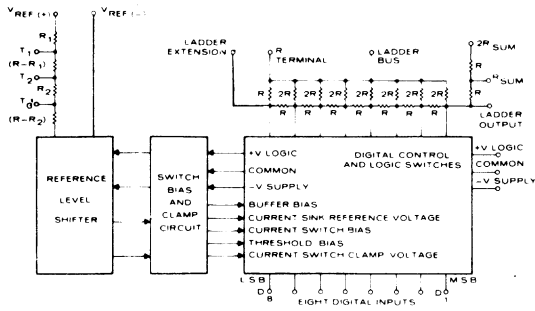 V REF (+)
V REF (-)
R1
T1
(R-R1)
T2
R2
(R-R2)
LADDER EXTENSION
R TERMINAL
LADDER BUS
2R SUM
R
R SUM
R
R 2R 2R 2R 2R 2R 2R 2R
R R R R R R R
LADDER OUTPUT
REFERENCE LEVEL SHIFTER
SWITCH BIAS AND CLAMP CIRCUIT
+V LOGIC
COMMON
-V SUPPLY
BUFFER BIAS
CURRENT SINK REFERENCE VOLTAGE
CURRENT SWITCH BIAS
THRESHOLD BIAS
CURRENT SWITCH CLAMP VOLTAGE
DIGITAL CONTROL AND LOGIC SWITCHES
+V LOGIC
COMMON
-V SUPPLY
LSB
MSB
D8
D1
EIGHT DIGITAL INPUTS